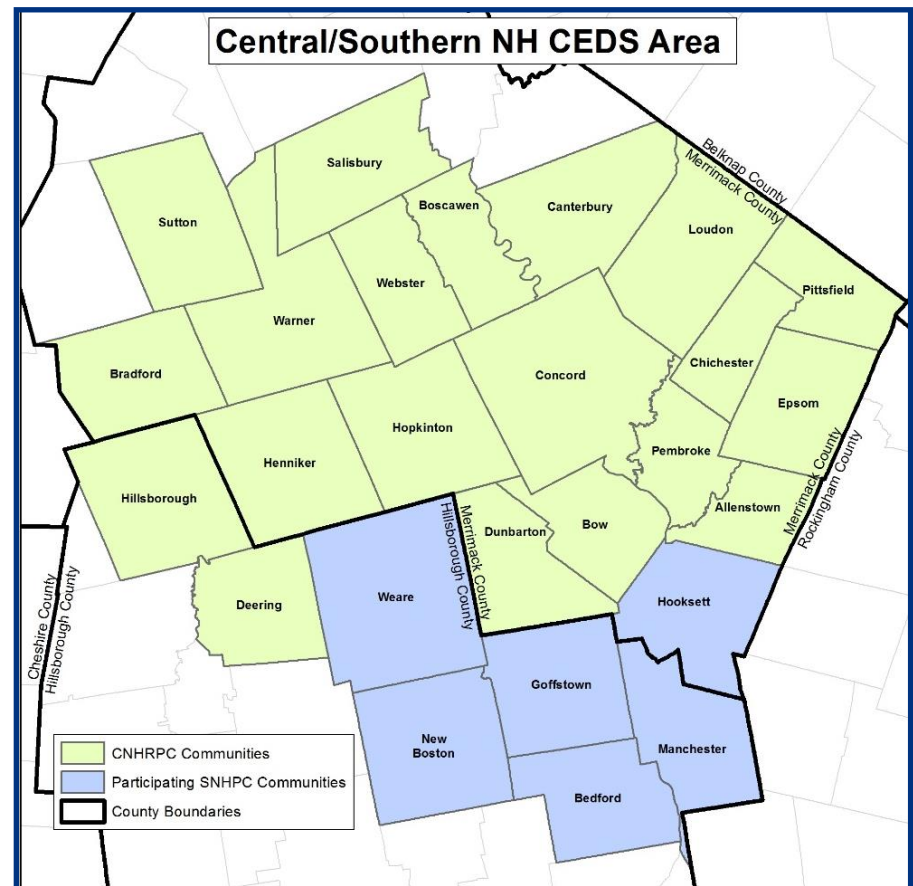 Central/Southern NH CEDS Area
Belknap County
Merrimack County
Salisbury
Boscawen
Canterbury
Sutton
Loudon
Webster
Pittsfield
Warner
Chichester
Bradford
Concord
Epsom
Hopkinton
Henniker
Pembroke
Hillsborough
Allenstown
Merrimack County
Rockingham County
Dunbarton
Bow
Merrimack County
Hillsborough County
Weare
Hooksett
Deering
Cheshire County
Hillsborough County
Goffstown
New
Boston
Manchester
Bedford
CNHRPC Communities
Participating SNHPC Communities
County Boundaries